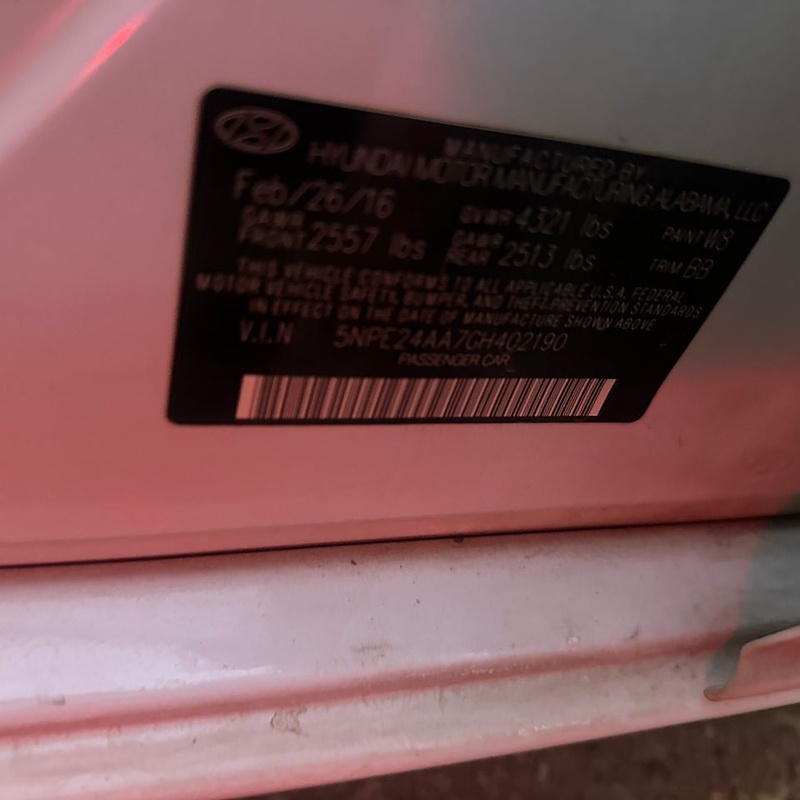 MANUFACTURED BY
HYUNDAI MOTOR MANUFACTURING ALABAMA, LLC
Feb/26/16 GVWR 4321 lbs PAINT W8
GAWR FRONT 2557 lbs GAWR REAR 2513 lbs TRIM BB
THIS VEHICLE CONFORMS TO ALL APPLICABLE U.S.A. FEDERAL
MOTOR VEHICLE SAFETY, BUMPER, AND THEFT PREVENTION STANDARDS
IN EFFECT ON THE DATE OF MANUFACTURE SHOWN ABOVE
V.I.N 5NPE24AA7GH402190
PASSENGER CAR